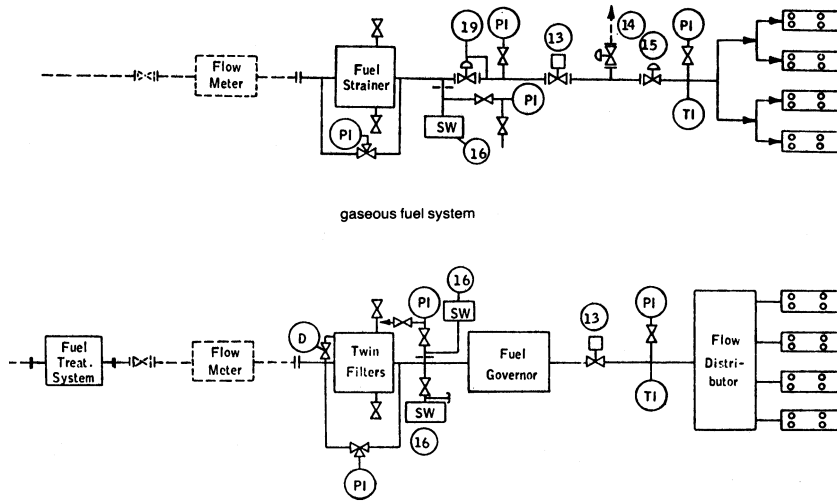 19
PI
13
14
15
PI
Flow
Meter
Fuel
Strainer
PI
PI
SW
16
TI
gaseous fuel system
16
PI
SW
PI
13
D
Fuel
Treat.
System
Flow
Meter
Twin
Filters
Fuel
Governor
Flow
Distri-
butor
SW
TI
16
PI